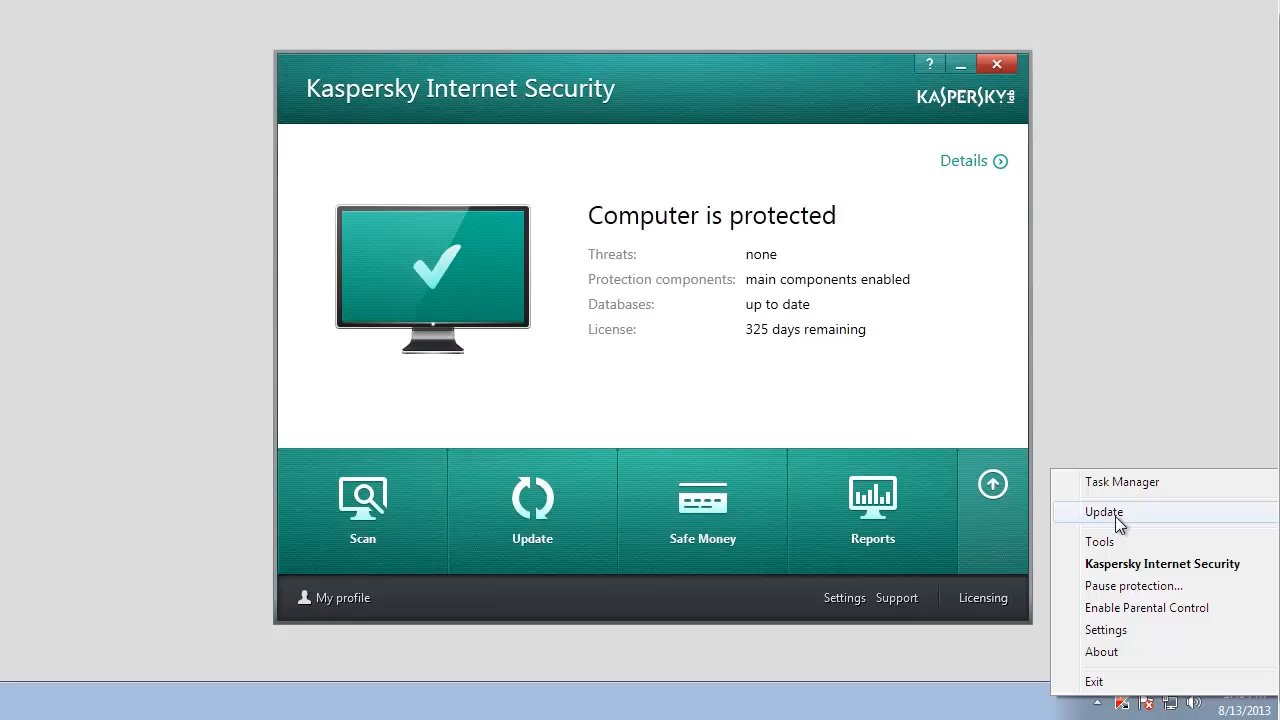 Kaspersky Internet Security
?
KASPERSKY LAB
Details
Computer is protected
Threats: none
Protection components: main components enabled
Databases: up to date
License: 325 days remaining
Scan
Update
Safe Money
Reports
My profile
Settings
Support
Licensing
Task Manager
Update
Tools
Kaspersky Internet Security
Pause protection...
Enable Parental Control
Settings
About
Exit
8/13/2013